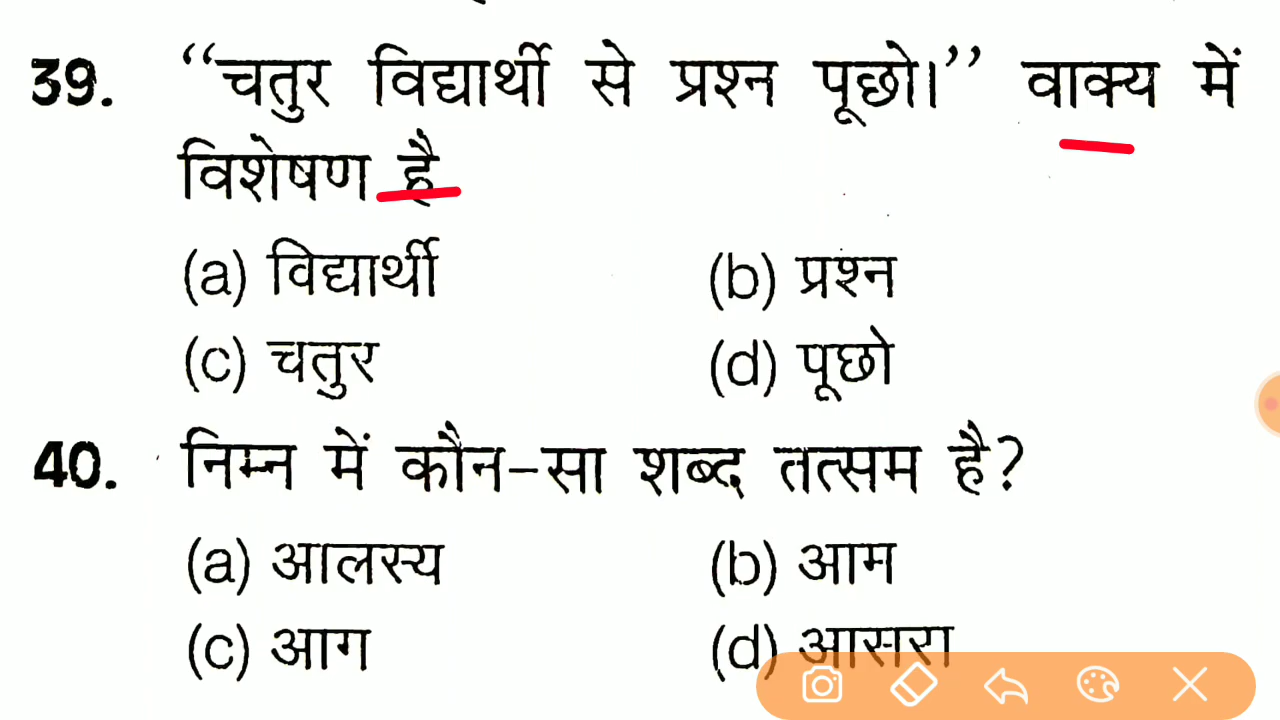 39. “चतुर विद्यार्थी से प्रश्न पूछो।” वाक्य में
विशेषण है
(a) विद्यार्थी (b) प्रश्न
(c) चतुर (d) पूछो
40. निम्न में कौन-सा शब्द तत्सम है?
(a) आलस्य (b) आम
(c) आग (d) आसरा